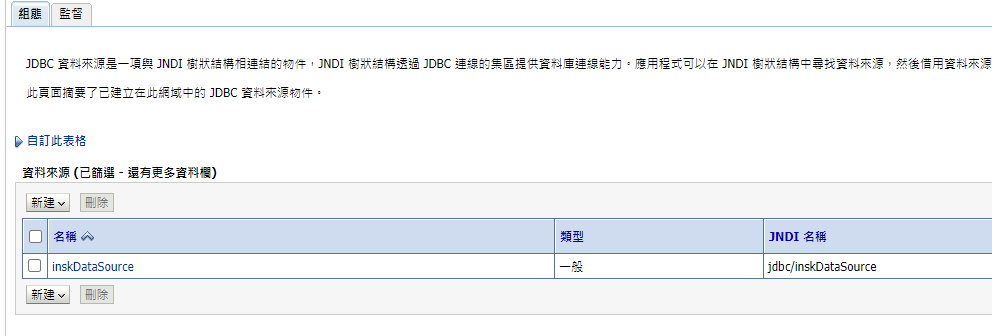 組態 監督
JDBC 資料來源是一項與 JNDI 樹狀結構相連結的物件，JNDI 樹狀結構透過 JDBC 連線的集區提供資料庫連線能力。應用程式可以在 JNDI 樹狀結構中尋找資料來源，然後借用資料來源
此頁面摘要了已建立在此網域中的 JDBC 資料來源物件。
自訂此表格
資料來源 (已篩選 - 還有更多資料欄)
新建 刪除
名稱 類型 JNDI 名稱
inskDataSource 一般 jdbc/inskDataSource
新建 刪除